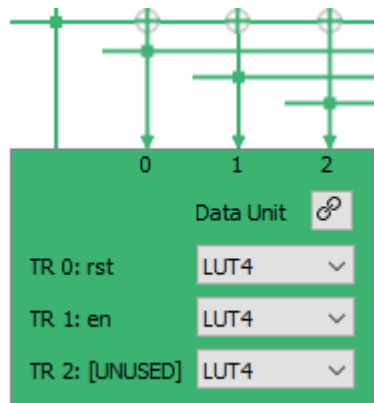 0 1 2
Data Unit
TR 0: rst LUT4
TR 1: en LUT4
TR 2: [UNUSED] LUT4